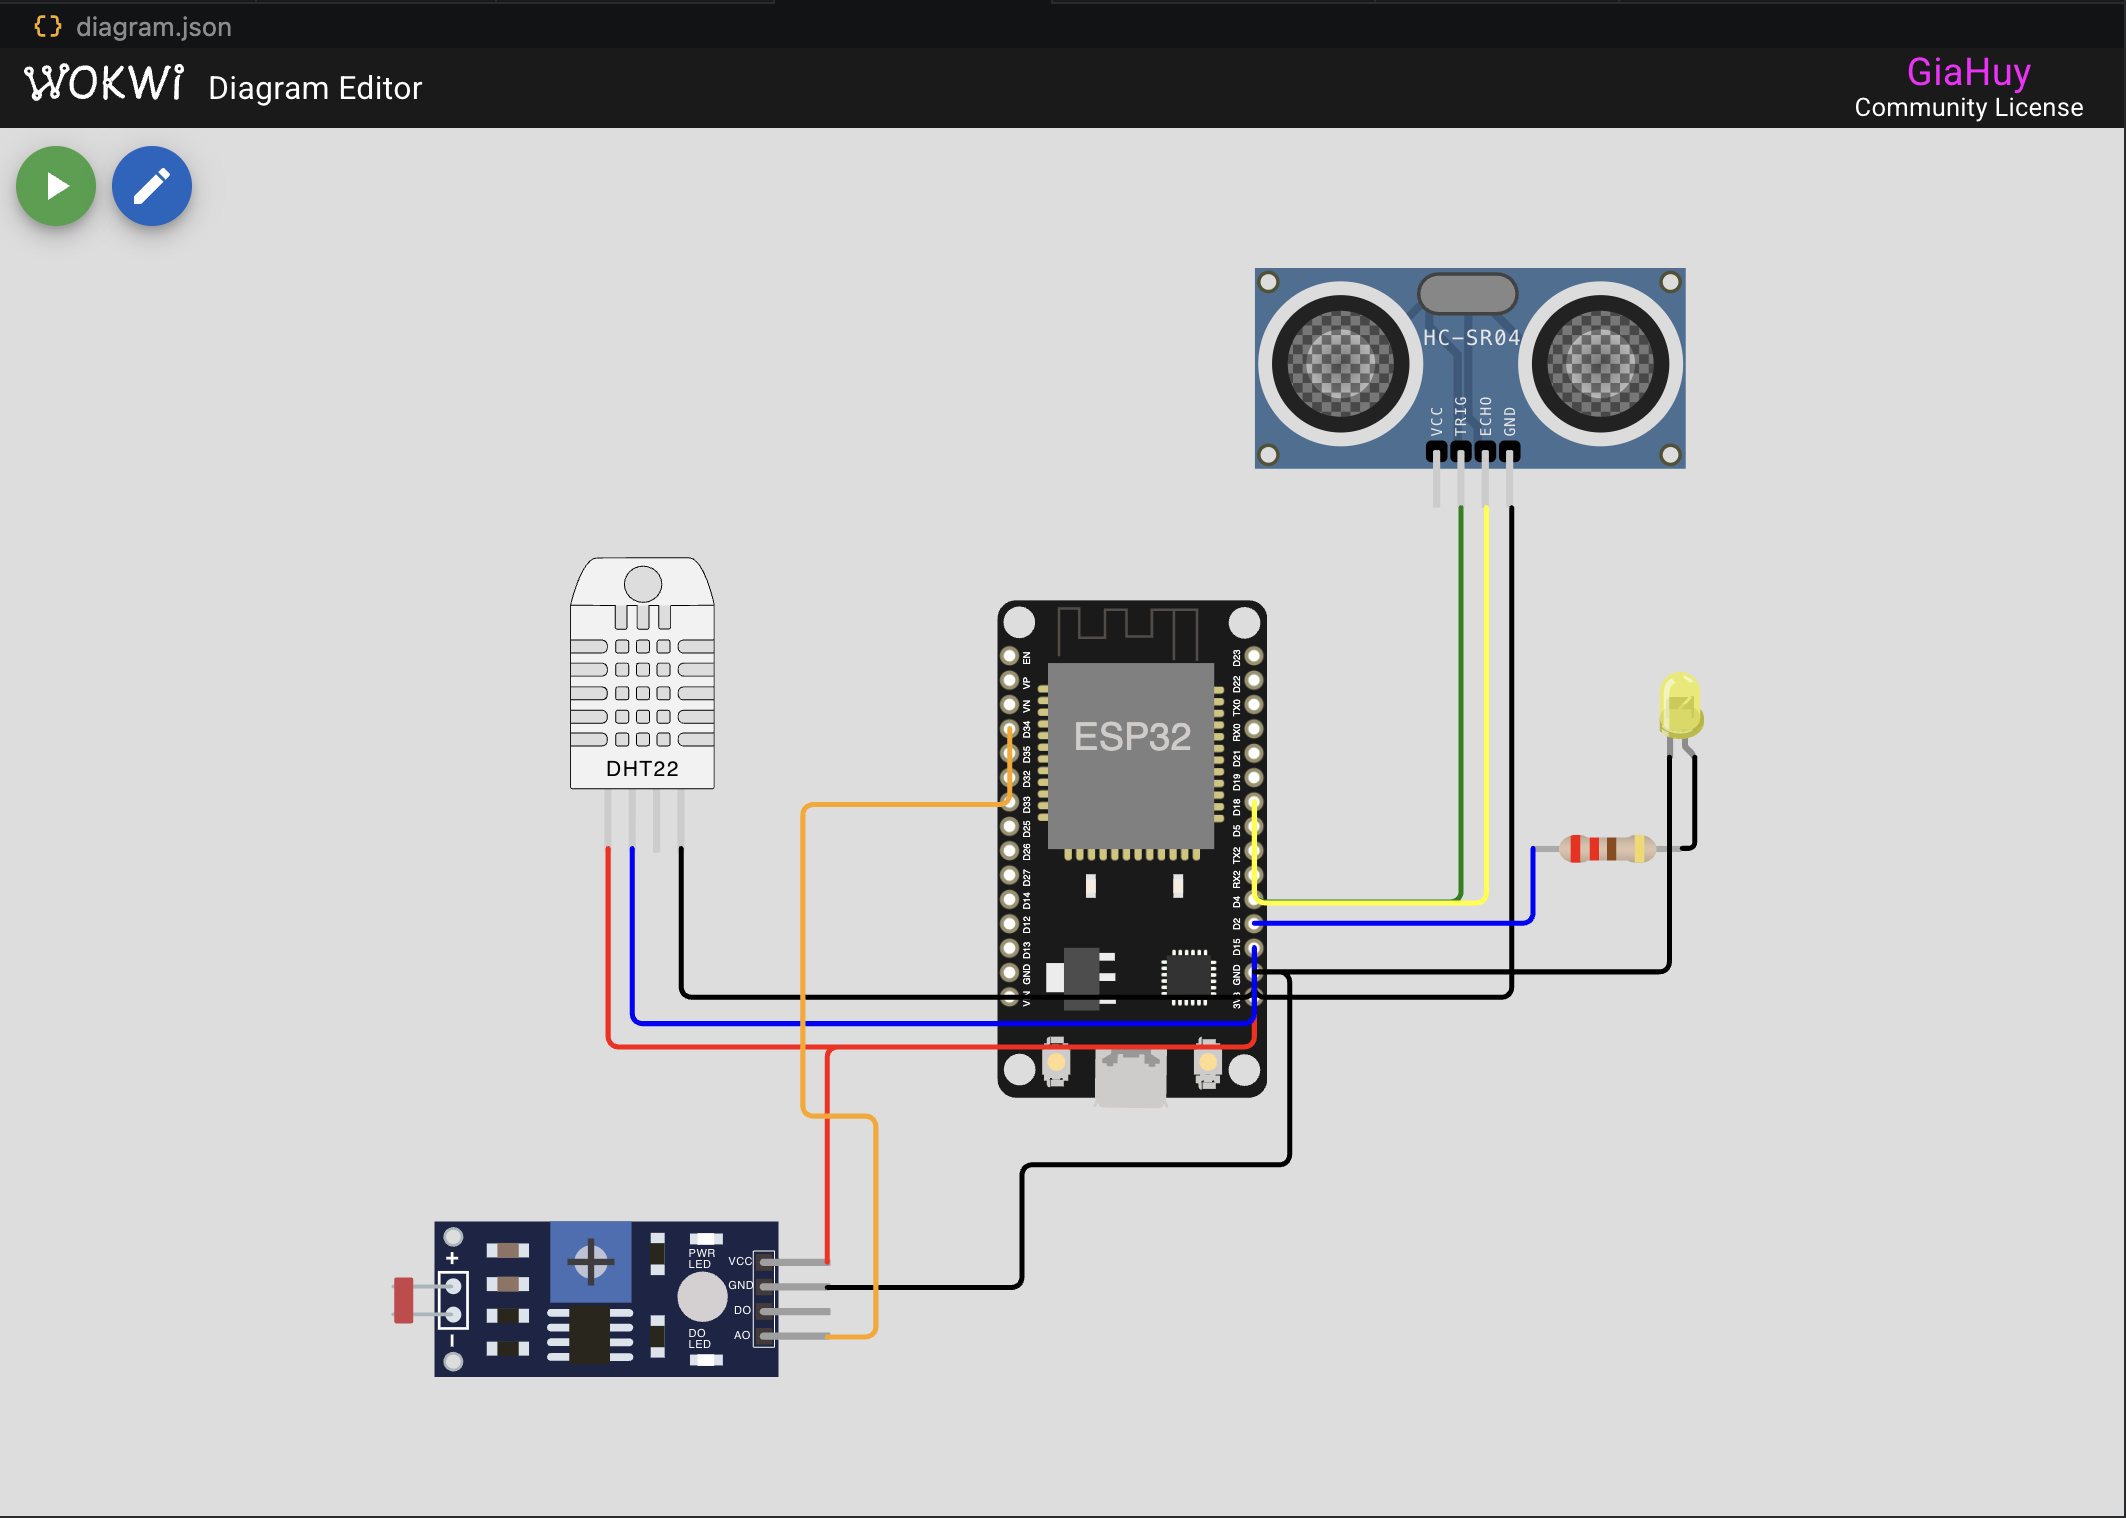 {} diagram.json
WOKWi Diagram Editor
GiaHuy
Community License
HC-SR04
VCC
TRIG
ECHO
GND
DHT22
ESP32
EN
VP
VN
D34
D35
D32
D33
D25
D26
D27
D14
D12
D13
GND
D23
D22
TX0
RX0
D21
D19
D18
D5
TX2
RX2
D4
D2
D15
GND
PWR
LED
VCC
GND
DO
AO
DO
LED
+